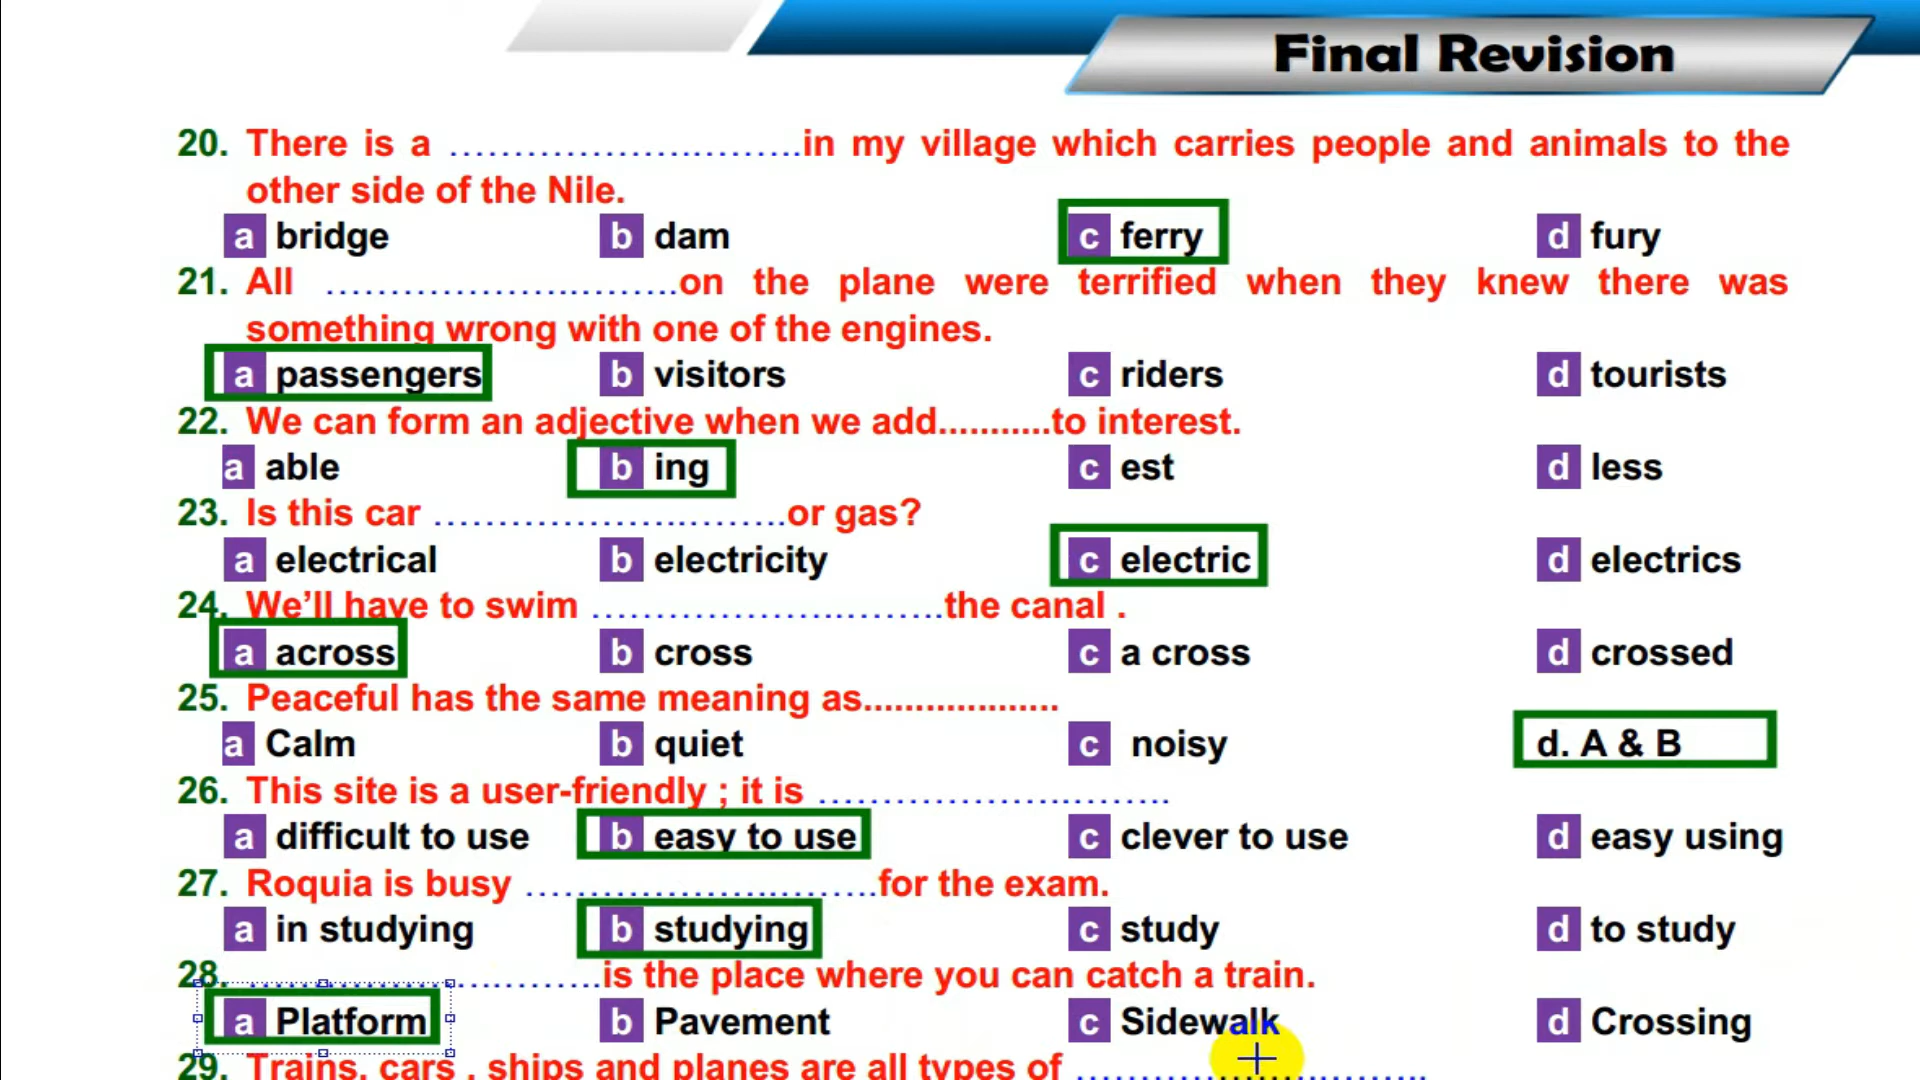 Final Revision
20. There is a ……………………….in my village which carries people and animals to the
other side of the Nile.
a bridge b dam c ferry d fury
21. All ……………………….on the plane were terrified when they knew there was
something wrong with one of the engines.
a passengers b visitors c riders d tourists
22. We can form an adjective when we add...........to interest.
a able b ing c est d less
23. Is this car ……………………….or gas?
a electrical b electricity c electric d electrics
24. We’ll have to swim ……………………….the canal .
a across b cross c a cross d crossed
25. Peaceful has the same meaning as...................
a Calm b quiet c noisy d. A & B
26. This site is a user-friendly ; it is ……………………….
a difficult to use b easy to use c clever to use d easy using
27. Roquia is busy ……………………….for the exam.
a in studying b studying c study d to study
28. ……………………….is the place where you can catch a train.
a Platform b Pavement c Sidewalk d Crossing
29. Trains, cars , ships and planes are all types of ……………………….